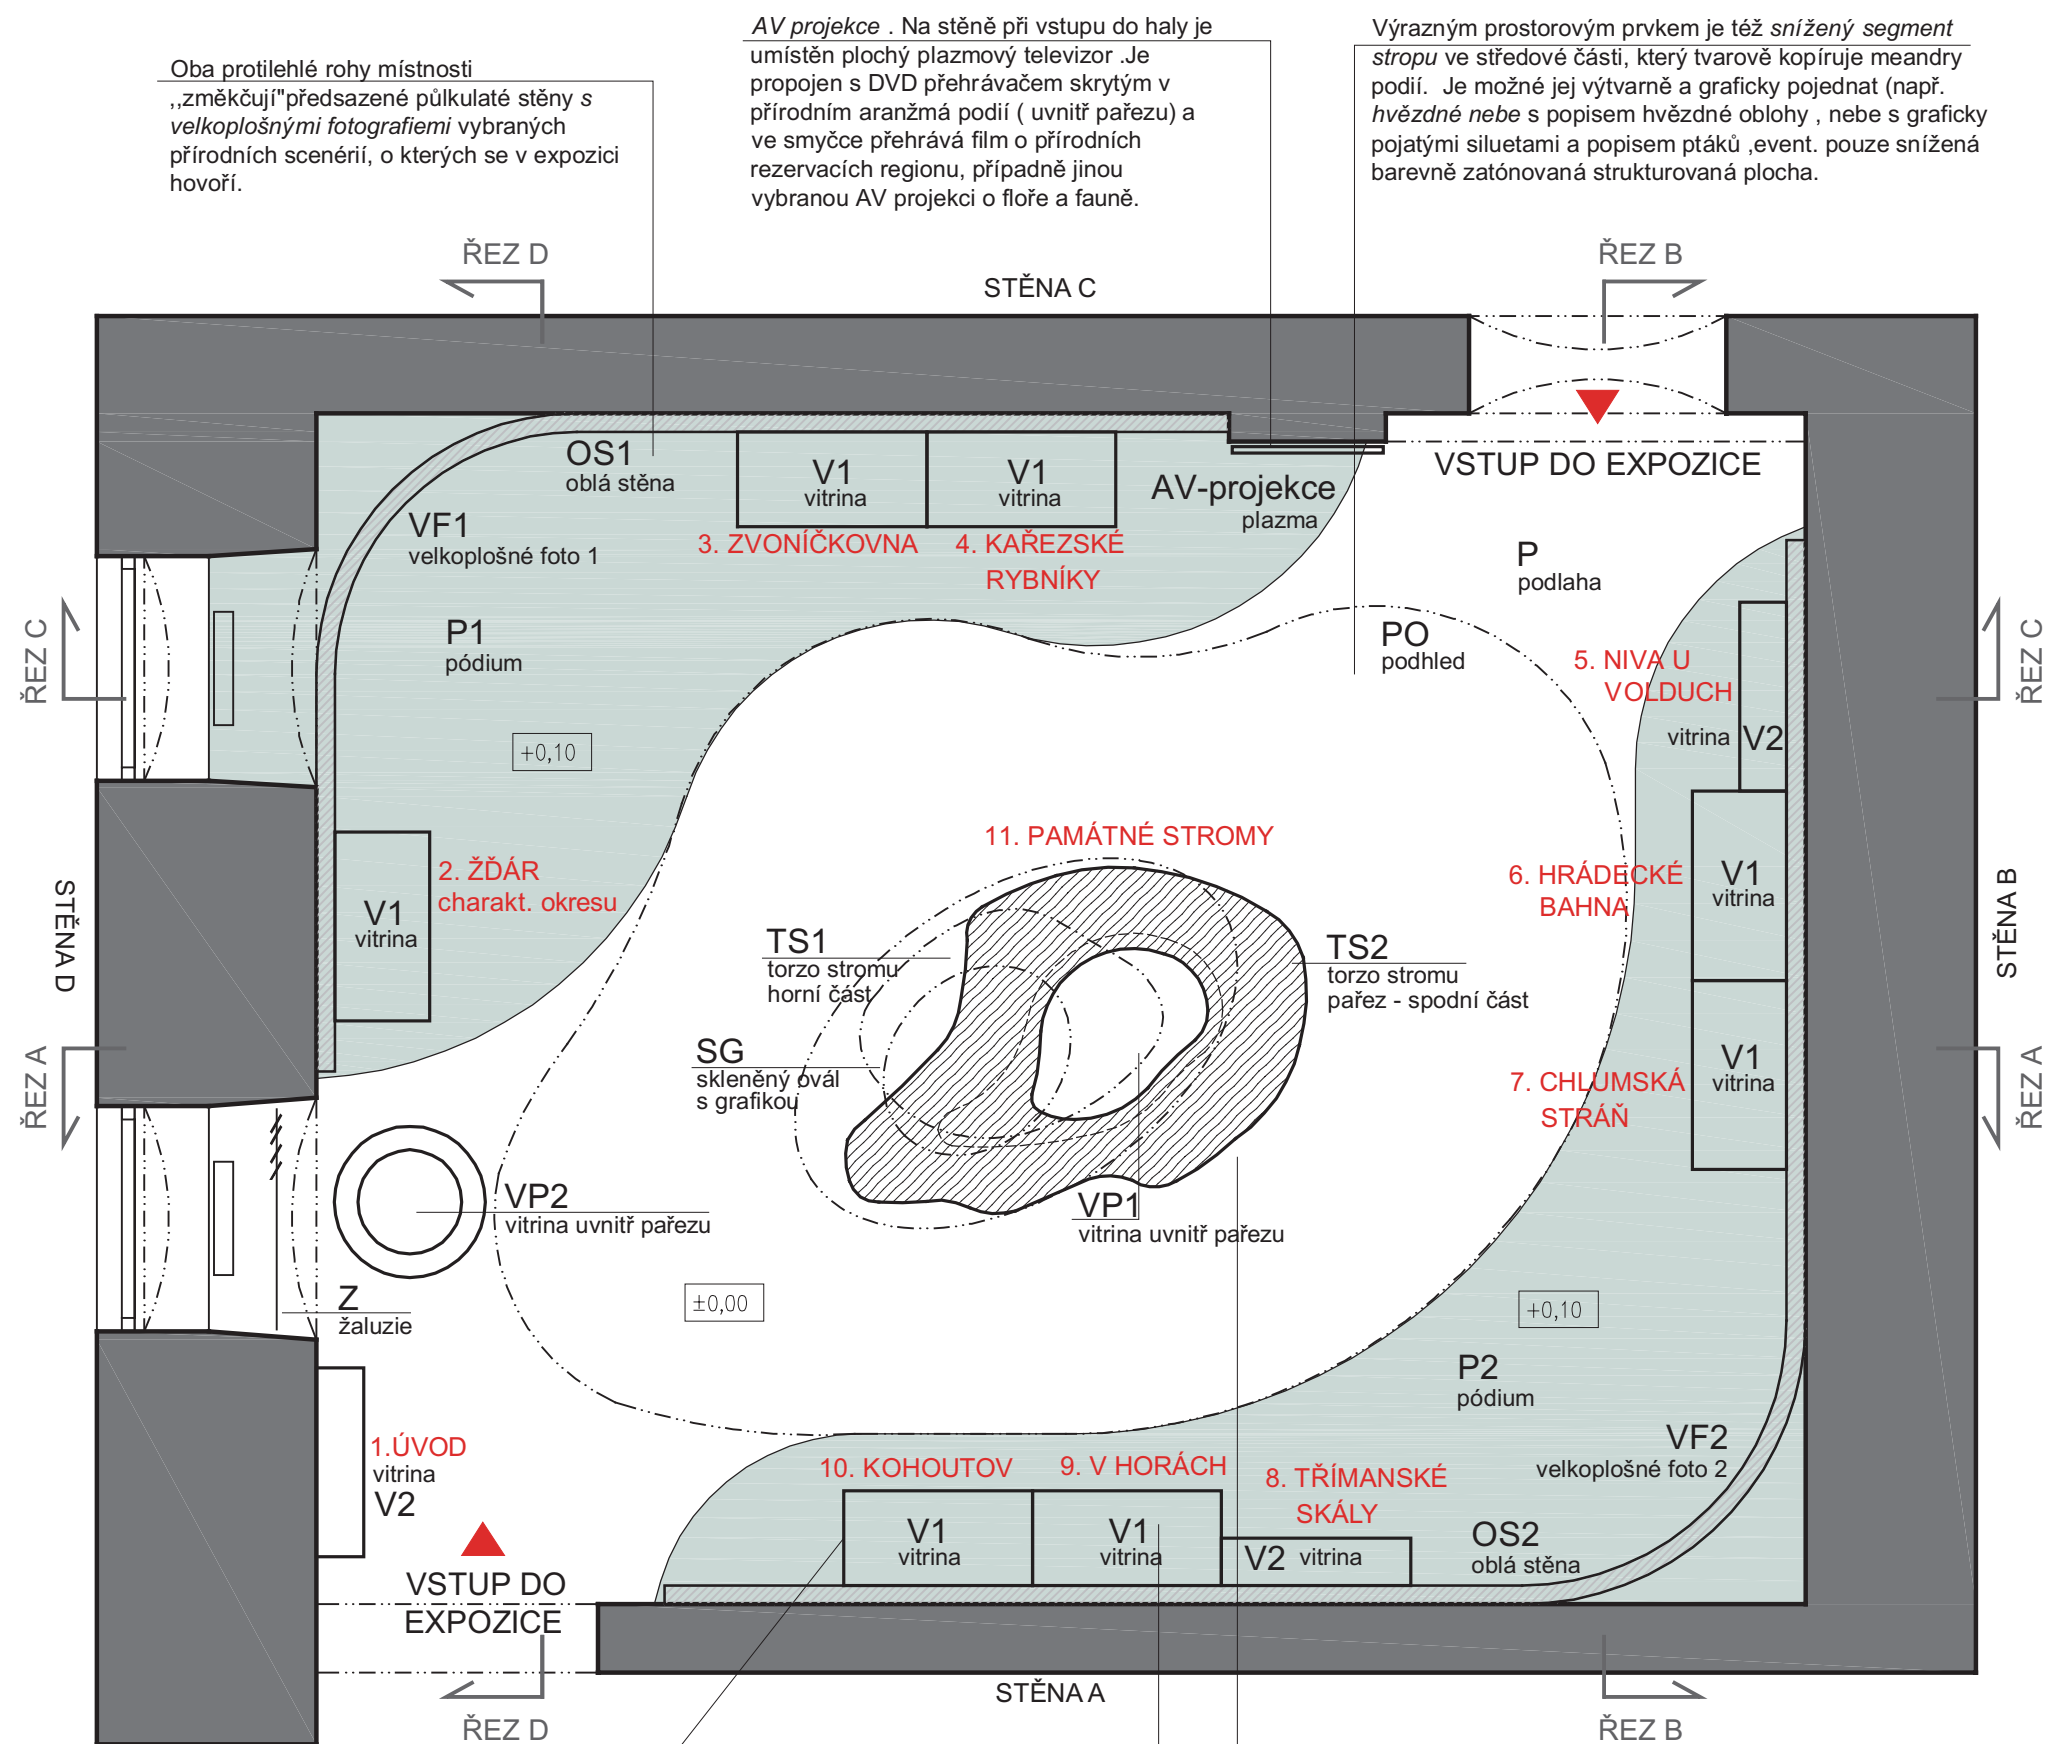 Oba protilehlé rohy místnosti
,,změkčují"předsazené půlkulaté stěny s
velkoplošnými fotografiemi vybraných
přírodních scenérií, o kterých se v expozici
hovoří.
AV projekce . Na stěně při vstupu do haly je
umístěn plochý plazmový televizor .Je
propojen s DVD přehrávačem skrytým v
přírodním aranžmá podií ( uvnitř pařezu) a
ve smyčce přehrává film o přírodních
rezervacích regionu, případně jinou
vybranou AV projekci o floře a fauně.
Výrazným prostorovým prvkem je též snížený segment
stropu ve středové části, který tvarově kopíruje meandry
podií. Je možné jej výtvarně a graficky pojednat (např.
hvězdné nebe s popisem hvězdné oblohy , nebe s graficky
pojatými siluetami a popisem ptáků ,event. pouze snížená
barevně zatónovaná strukturovaná plocha.
ŘEZ D
STĚNA C
ŘEZ B
OS1
oblá stěna
V1
vitrina
V1
vitrina
AV-projekce
plazma
VSTUP DO EXPOZICE
VF1
velkoplošné foto 1
3. ZVONÍČKOVNA
4. KAŘEZSKÉ
RYBNÍKY
P
podlaha
P1
pódium
PO
podhled
ŘEZ C
ŘEZ C
5. NIVA U
VOLDUCH
vitrina V2
+0,10
11. PAMÁTNÉ STROMY
2. ŽĎÁR
charakt. okresu
V1
vitrina
6. HRÁDECKÉ
BAHNA
V1
vitrina
STĚNA D
STĚNA B
TS1
torzo stromu
horní část
TS2
torzo stromu
pařez - spodní část
SG
skleněný ovál
s grafikou
7. CHLUMSKÁ
STRÁŇ
V1
vitrina
ŘEZ A
ŘEZ A
VP2
vitrina uvnitř pařezu
VP1
vitrina uvnitř pařezu
Z
žaluzie
±0,00
+0,10
P2
pódium
1.ÚVOD
vitrina
V2
VF2
velkoplošné foto 2
10. KOHOUTOV
9. V HORÁCH
8. TŘÍMANSKÉ
SKÁLY
V1
vitrina
V1
vitrina
V2 vitrina
OS2
oblá stěna
VSTUP DO
EXPOZICE
STĚNA A
ŘEZ D
ŘEZ B